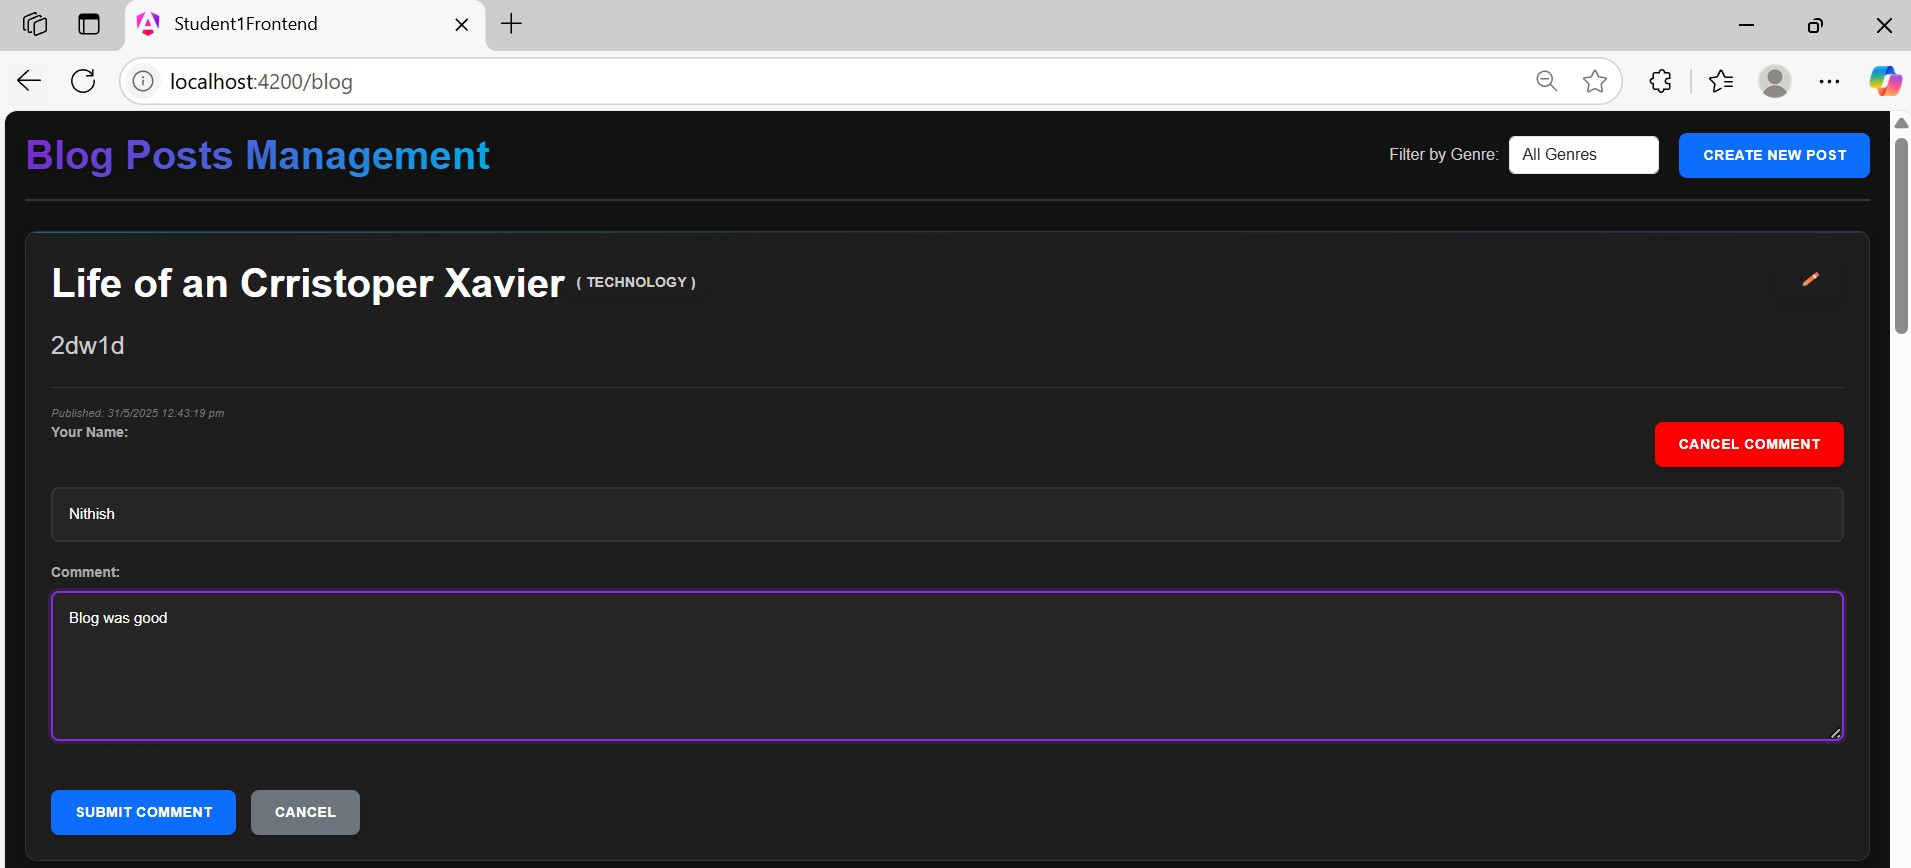 Student1Frontend
localhost:4200/blog
Blog Posts Management
Filter by Genre: All Genres CREATE NEW POST
Life of an Crristoper Xavier ( TECHNOLOGY )
2dw1d
Published: 31/5/2025 12:43:19 pm
Your Name:
CANCEL COMMENT
Nithish
Comment:
Blog was good
SUBMIT COMMENT CANCEL